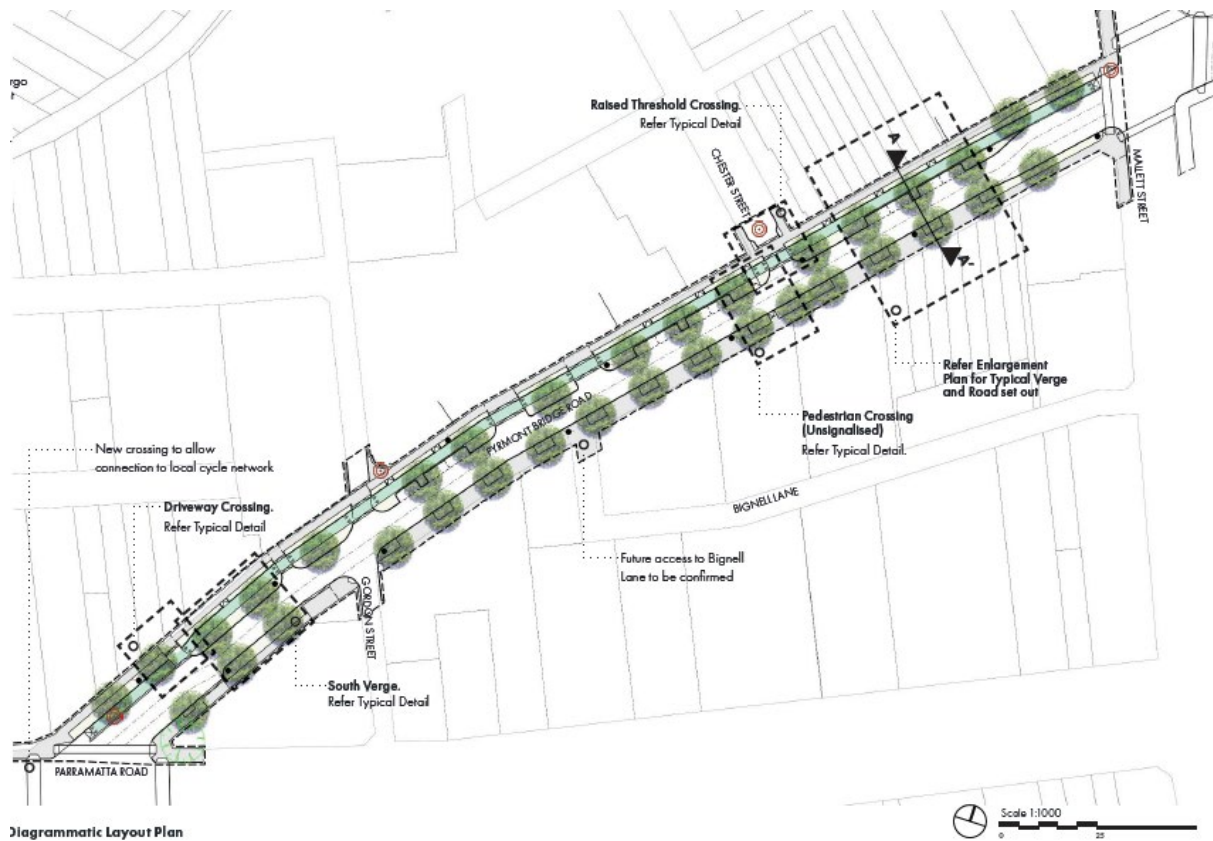 rgo
t
Raised Threshold Crossing.
Refer Typical Detail
CHESTER STREET
A
A'
MALLETT STREET
Refer Enlargement
Plan for Typical Verge
and Road set out
Pedestrian Crossing
(Unsignalised)
Refer Typical Detail.
PYRMONT BRIDGE ROAD
BIGNELL LANE
New crossing to allow
connection to local cycle network
Driveway Crossing.
Refer Typical Detail
Future access to Bignell
Lane to be confirmed
GORDON STREET
South Verge.
Refer Typical Detail
PARRAMATTA ROAD
Diagrammatic Layout Plan
Scale 1:1000
0 25